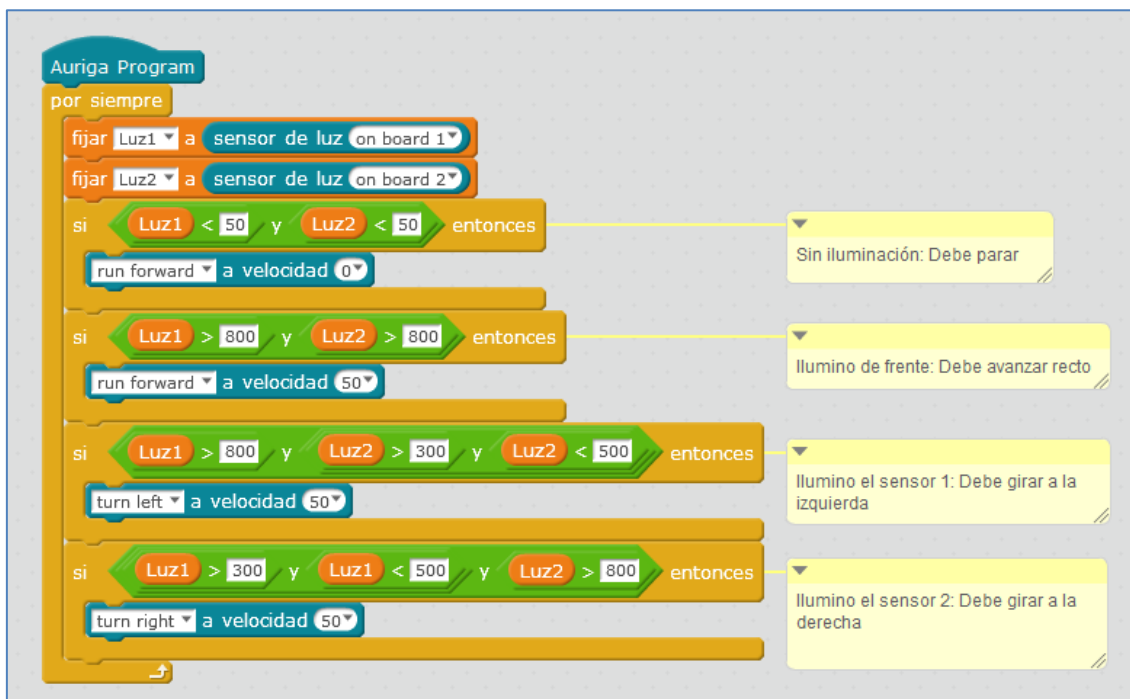 Auriga Program
por siempre
fijar Luz1 a sensor de luz on board 1
fijar Luz2 a sensor de luz on board 2
si Luz1 < 50 y Luz2 < 50 entonces
Sin iluminación: Debe parar
run forward a velocidad 0
si Luz1 > 800 y Luz2 > 800 entonces
Ilumino de frente: Debe avanzar recto
run forward a velocidad 50
si Luz1 > 800 y Luz2 > 300 y Luz2 < 500 entonces
Ilumino el sensor 1: Debe girar a la
izquierda
turn left a velocidad 50
si Luz1 > 300 y Luz1 < 500 y Luz2 > 800 entonces
Ilumino el sensor 2: Debe girar a la
derecha
turn right a velocidad 50